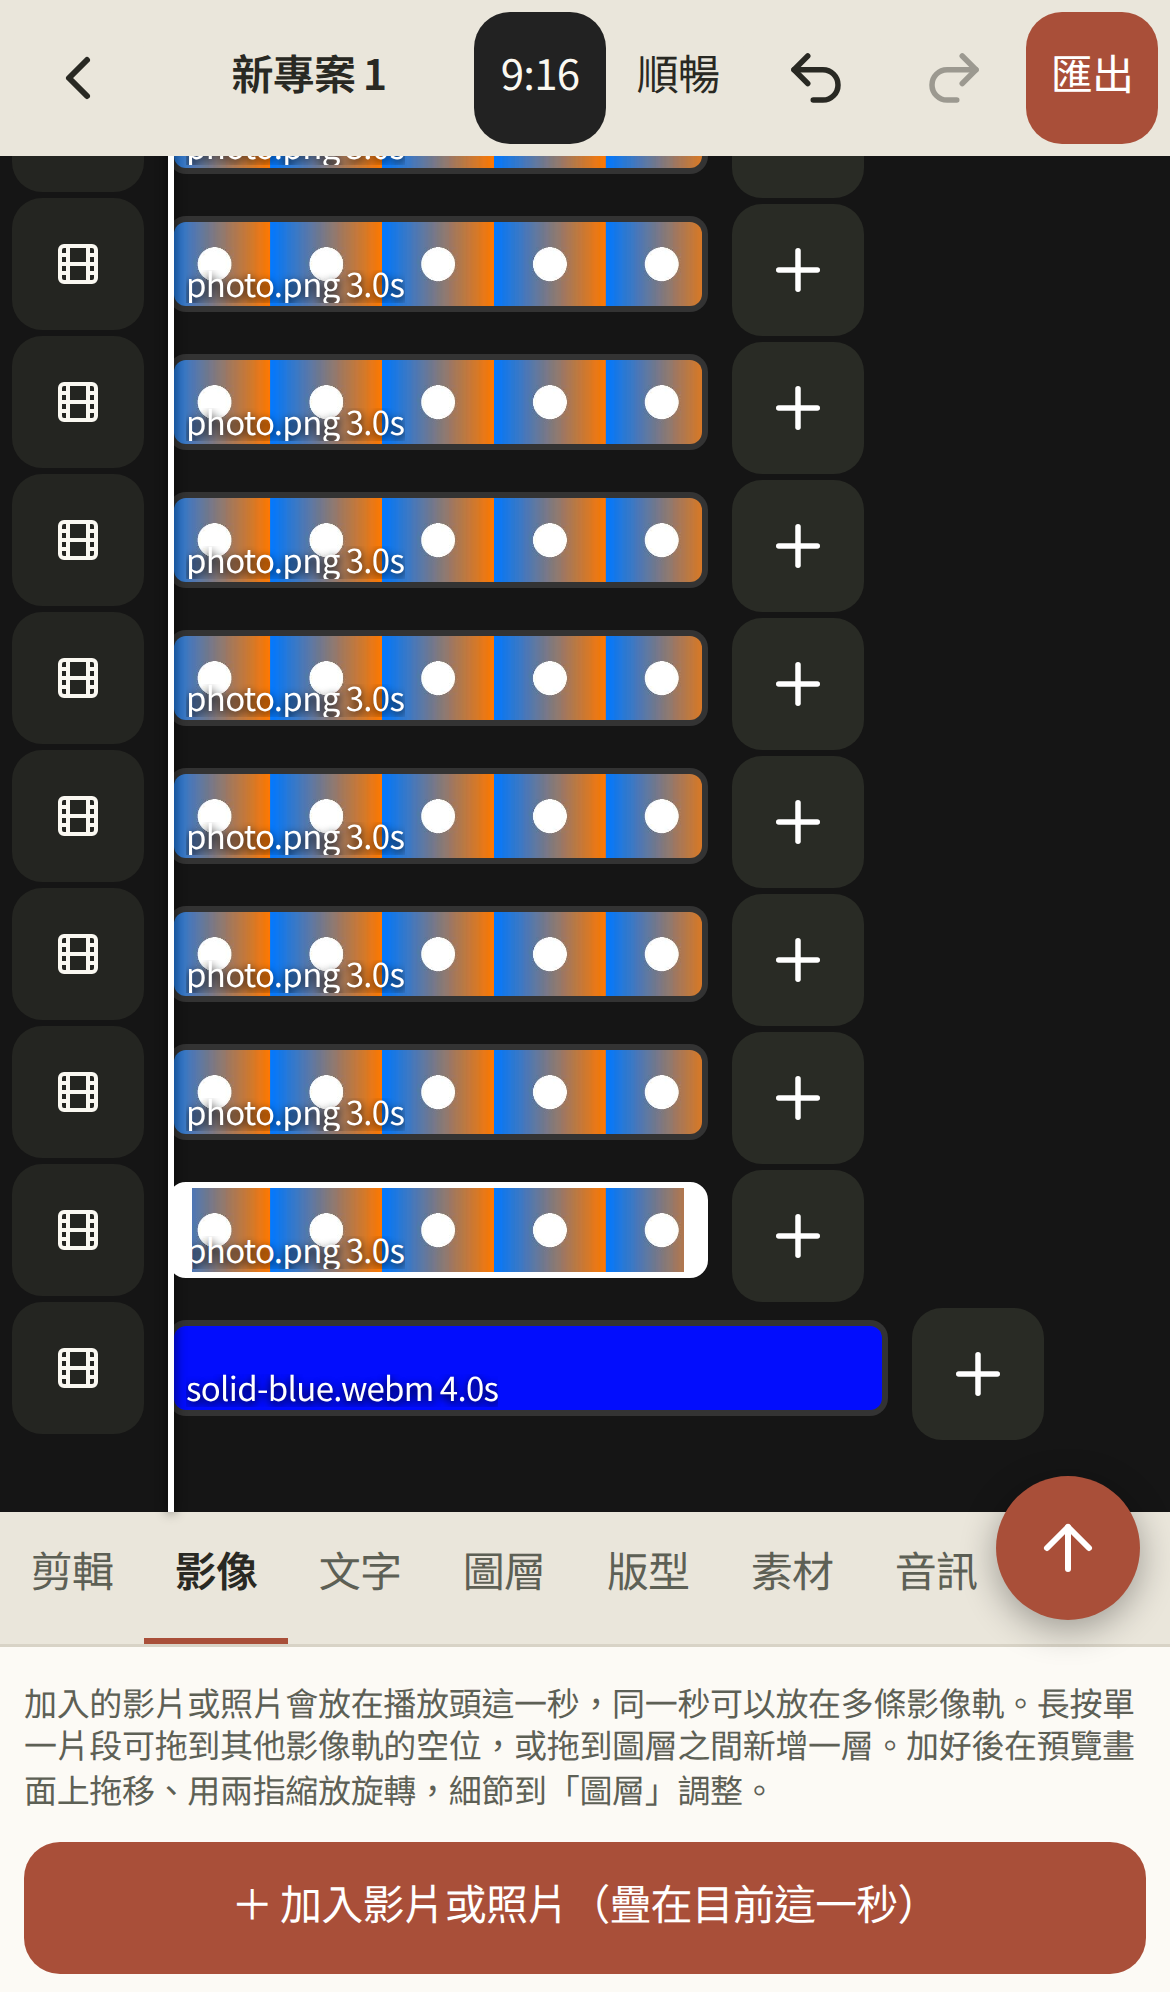 新專案 1
9:16
順暢
匯出
photo.png 3.0s
photo.png 3.0s
photo.png 3.0s
photo.png 3.0s
photo.png 3.0s
photo.png 3.0s
photo.png 3.0s
photo.png 3.0s
photo.png 3.0s
solid-blue.webm 4.0s
剪輯
影像
文字
圖層
版型
素材
音訊
加入的影片或照片會放在播放頭這一秒，同一秒可以放在多條影像軌。長按單
一片段可拖到其他影像軌的空位，或拖到圖層之間新增一層。加好後在預覽畫
面上拖移、用兩指縮放旋轉，細節到「圖層」調整。
＋ 加入影片或照片（疊在目前這一秒）